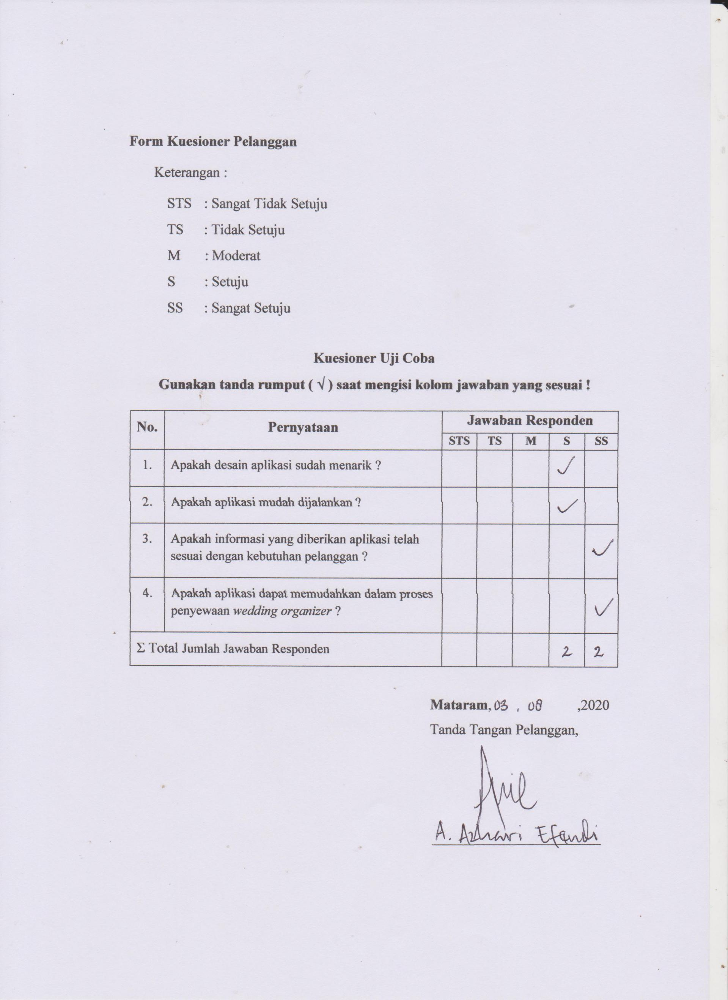 Form Kuesioner Pelanggan
Keterangan :
STS : Sangat Tidak Setuju
TS : Tidak Setuju
M : Moderat
S : Setuju
SS : Sangat Setuju
Kuesioner Uji Coba
Gunakan tanda rumput ( √ ) saat mengisi kolom jawaban yang sesuai !
No. Pernyataan Jawaban Responden
STS TS M S SS
1. Apakah desain aplikasi sudah menarik ? ✓
2. Apakah aplikasi mudah dijalankan ? ✓
3. Apakah informasi yang diberikan aplikasi telah
sesuai dengan kebutuhan pelanggan ? ✓
4. Apakah aplikasi dapat memudahkan dalam proses
penyewaan wedding organizer ? ✓
Σ Total Jumlah Jawaban Responden 2 2
Mataram, 03 . 08 ,2020
Tanda Tangan Pelanggan,
A. Azhari Efendi